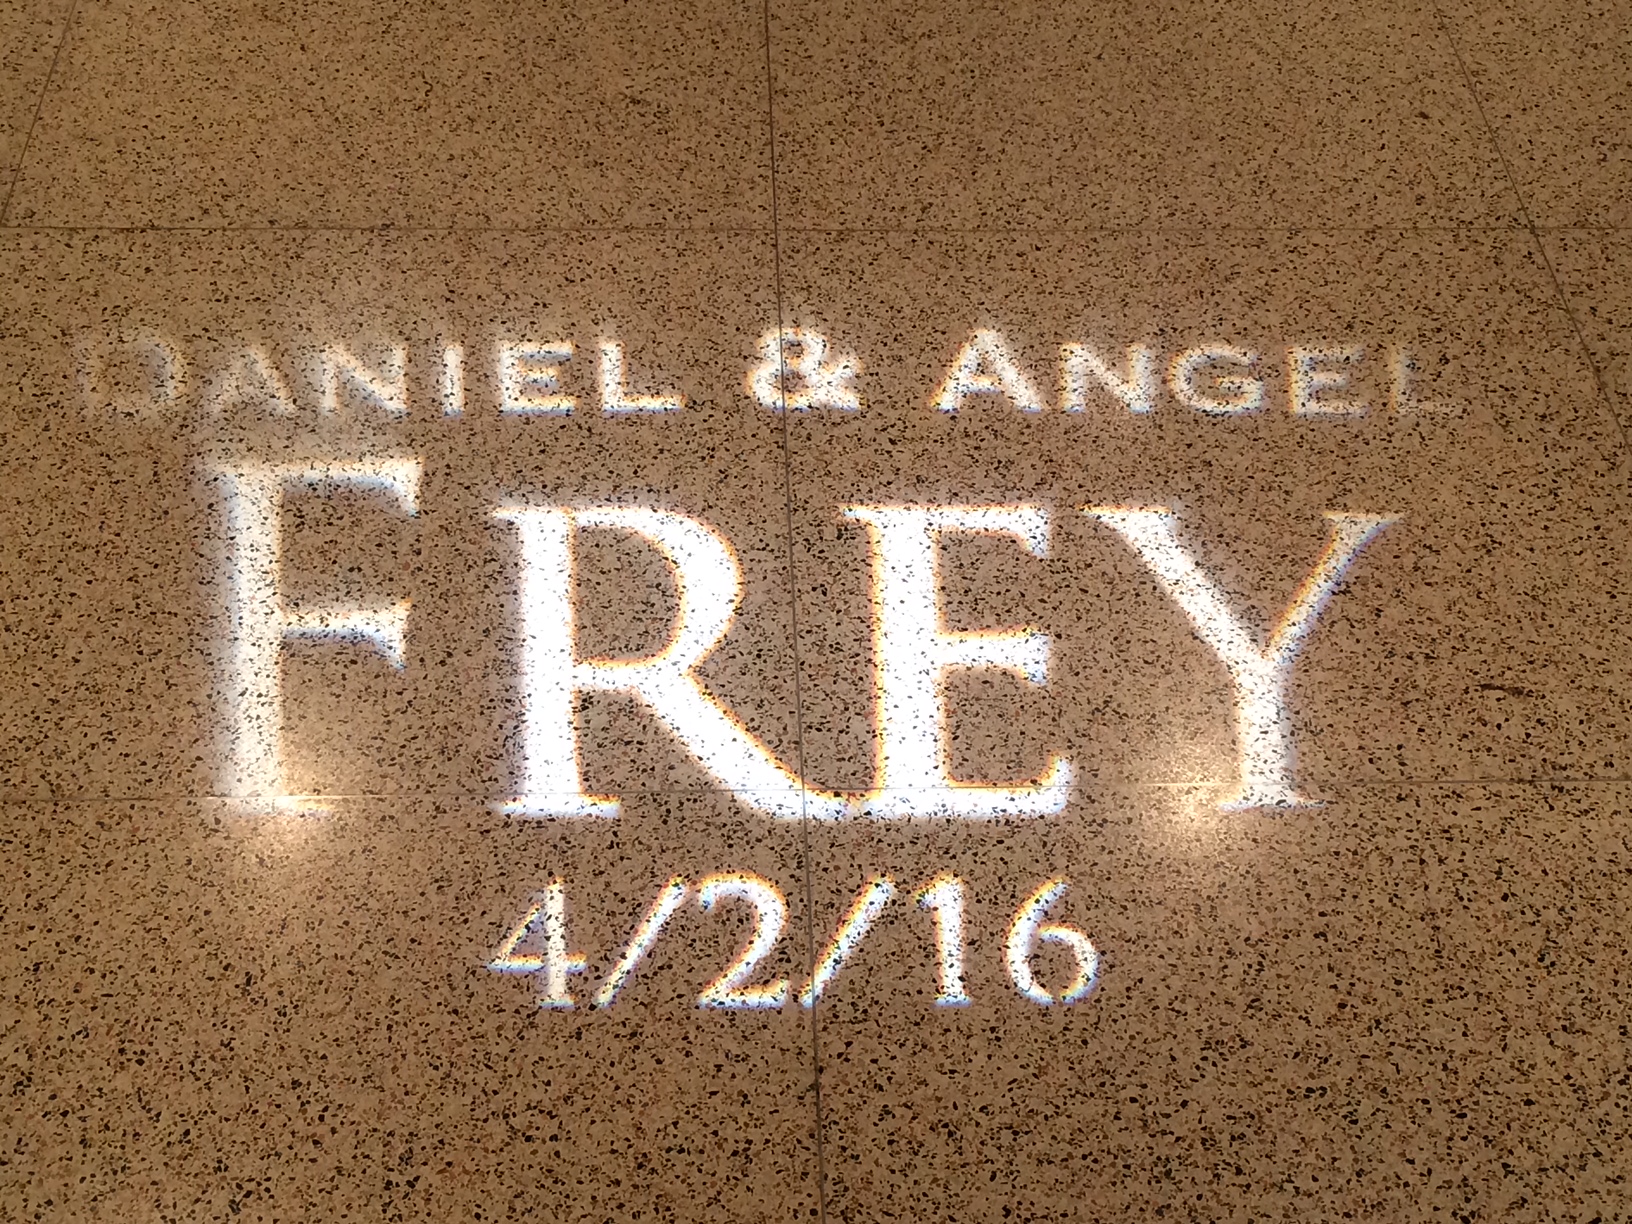 DANIEL & ANGEL
FREY
4/2/16